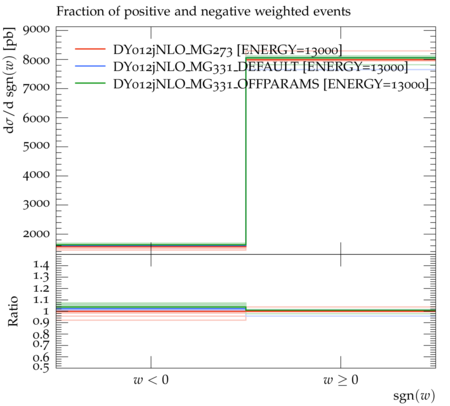 Fraction of positive and negative weighted events
dσ/d sgn(w) [pb]
9000
8000
7000
6000
5000
4000
3000
2000
DY012jNLO_MG273 [ENERGY=13000]
DY012jNLO_MG331_DEFAULT [ENERGY=13000]
DY012jNLO_MG331_OFFPARAMS [ENERGY=13000]
Ratio
1.4
1.3
1.2
1.1
1
0.9
0.8
0.7
0.6
0.5
w < 0
w ≥ 0
sgn(w)